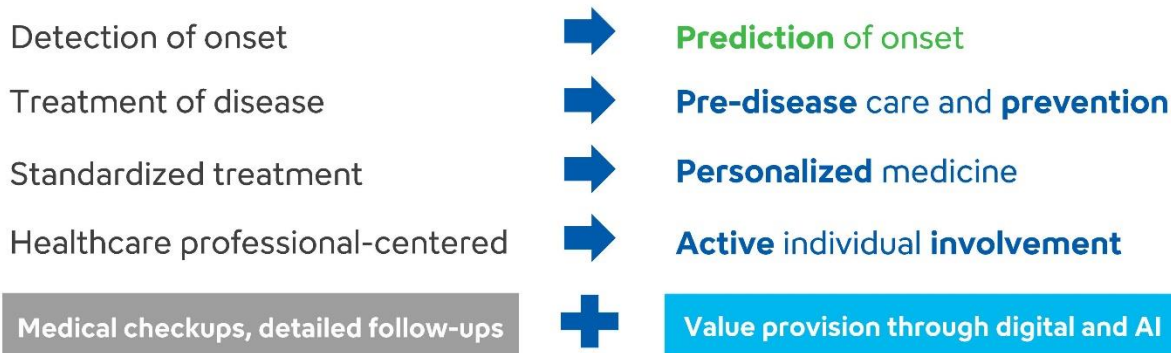 Detection of onset
Prediction of onset
Treatment of disease
Pre-disease care and prevention
Standardized treatment
Personalized medicine
Healthcare professional-centered
Active individual involvement
Medical checkups, detailed follow-ups
Value provision through digital and AI